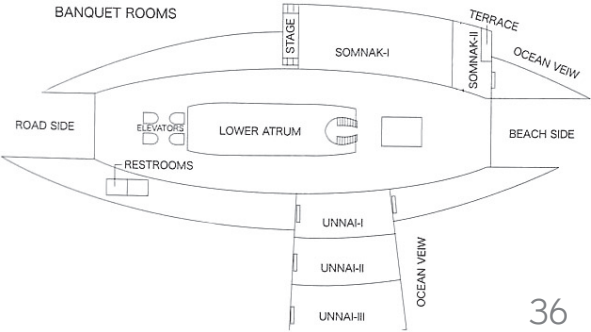 BANQUET ROOMS
TERRACE
STAGE
SOMNAK-I
SOMNAK-II
OCEAN VEIW
ROAD SIDE
ELEVATORS
LOWER ATRUM
BEACH SIDE
RESTROOMS
UNNAI-I
UNNAI-II
OCEAN VEIW
UNNAI-III
36